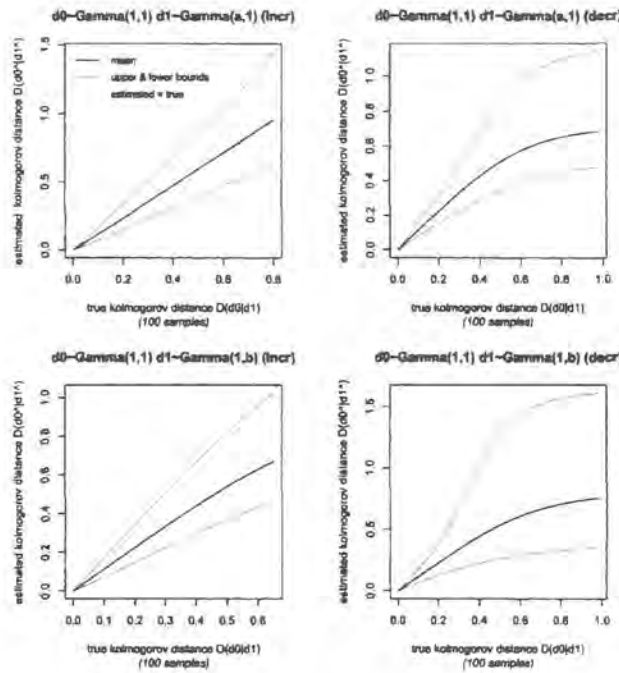 d0~Gamma(1,1) d1~Gamma(a,1) (incr)
estimated kolmogorov distance D(d0^|d1^)
1.5
1.0
0.5
0.0
mean
upper & lower bounds
estimated = true
0.0 0.2 0.4 0.6 0.8
true kolmogorov distance D(d0|d1)
(100 samples)
d0~Gamma(1,1) d1~Gamma(a,1) (decr)
estimated kolmogorov distance D(d0^|d1^)
1.0
0.8
0.6
0.4
0.2
0.0
0.0 0.2 0.4 0.6 0.8 1.0
true kolmogorov distance D(d0|d1)
(100 samples)
d0~Gamma(1,1) d1~Gamma(1,b) (incr)
estimated kolmogorov distance D(d0^|d1^)
1.0
0.8
0.6
0.4
0.2
0.0
0.0 0.1 0.2 0.3 0.4 0.5 0.6
true kolmogorov distance D(d0|d1)
(100 samples)
d0~Gamma(1,1) d1~Gamma(1,b) (decr)
estimated kolmogorov distance D(d0^|d1^)
1.5
1.0
0.5
0.0
0.0 0.2 0.4 0.6 0.8 1.0
true kolmogorov distance D(d0|d1)
(100 samples)